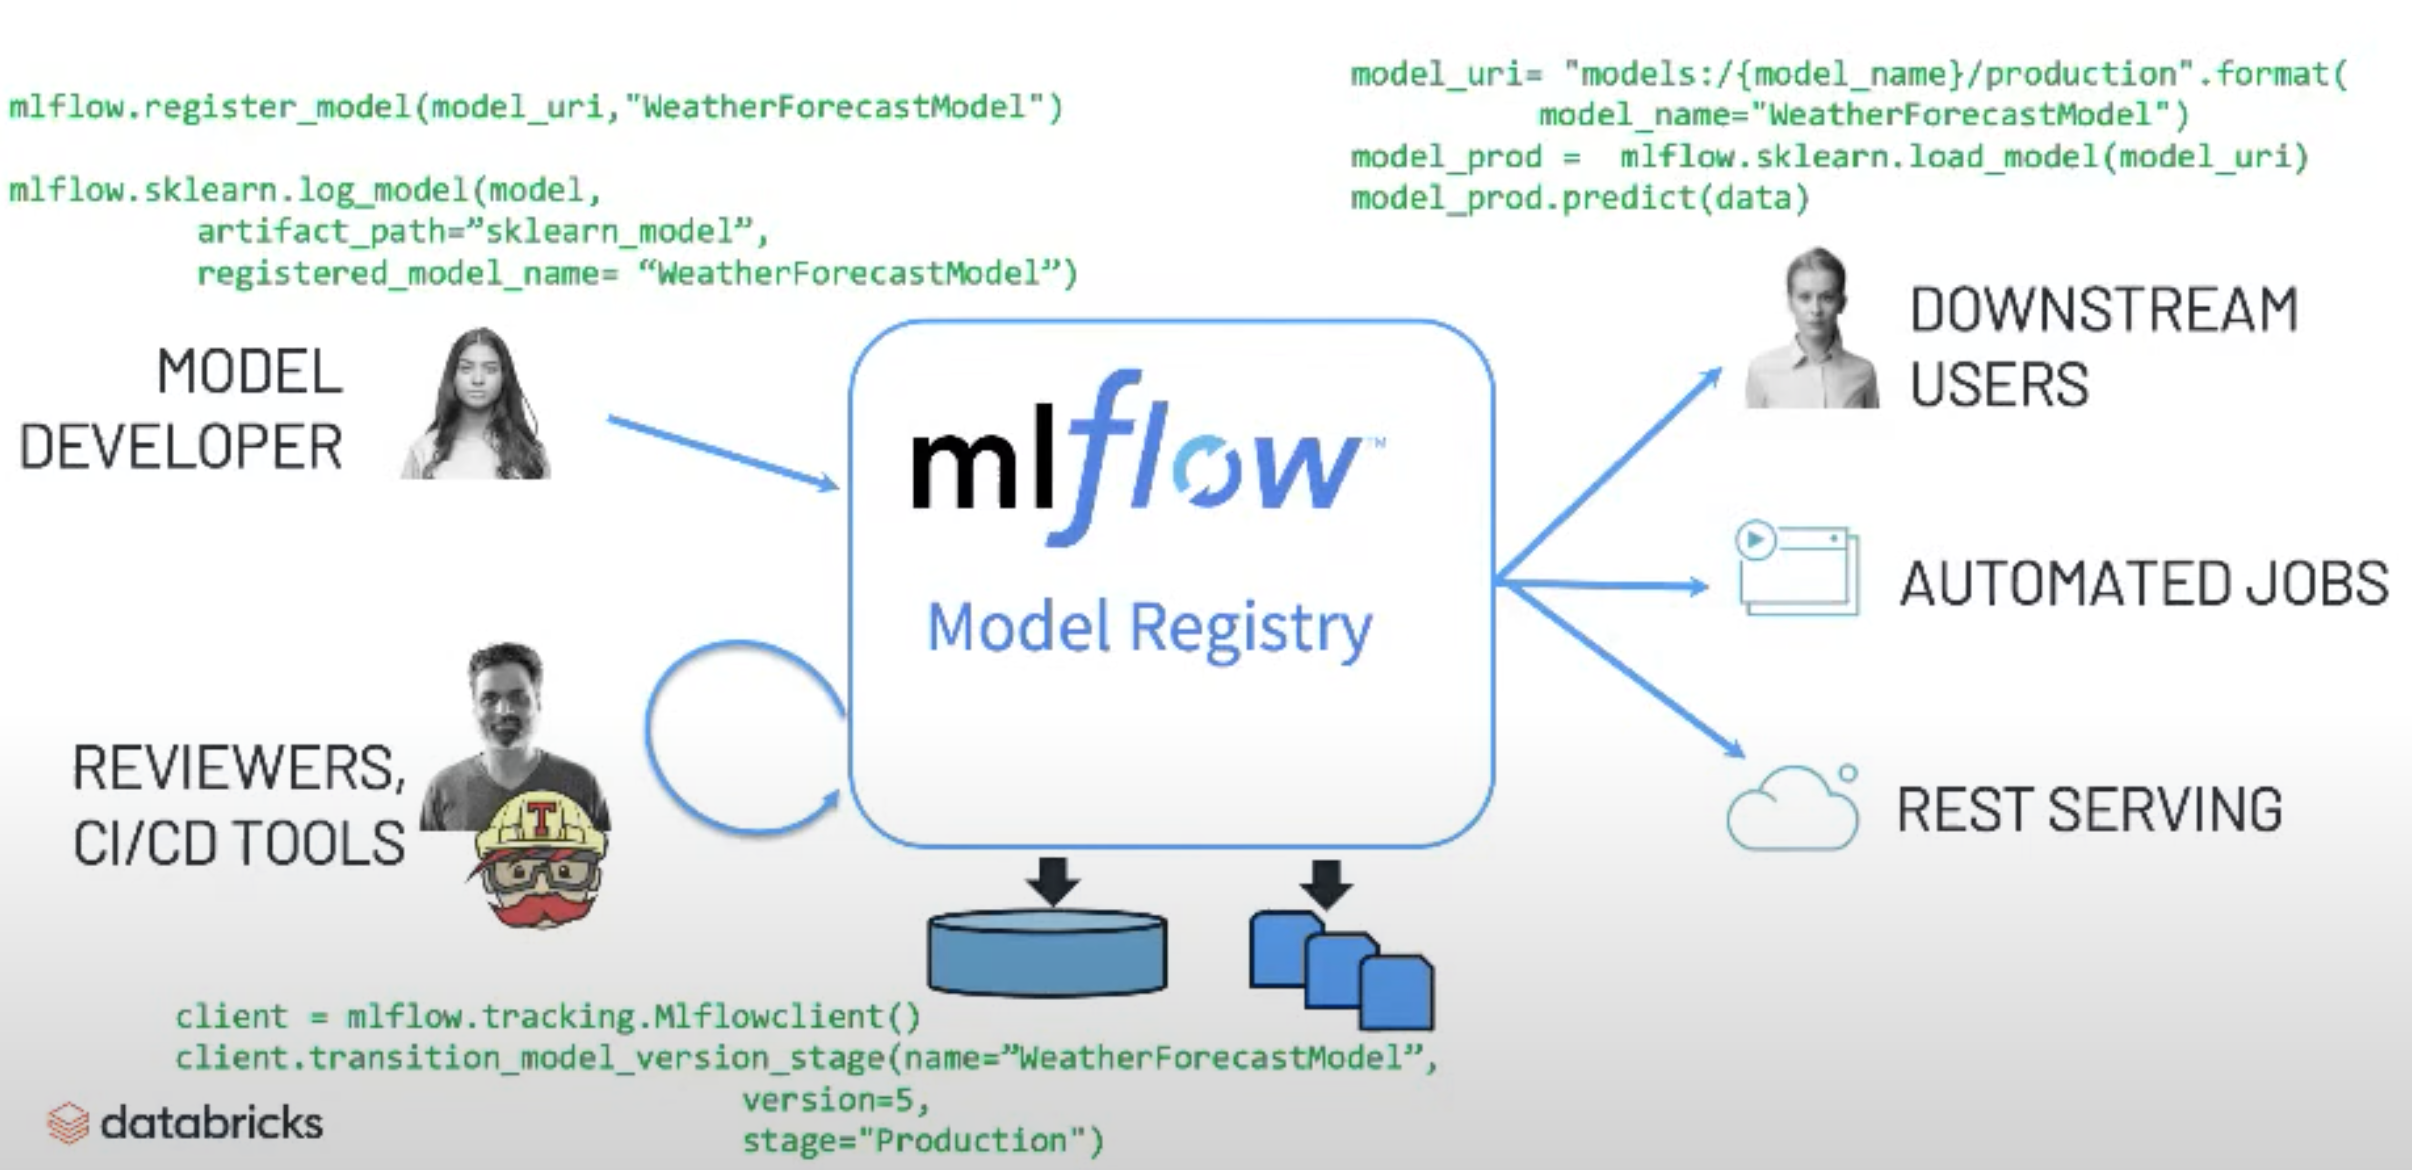 mlflow.register_model(model_uri,"WeatherForecastModel")
mlflow.sklearn.log_model(model,
artifact_path=”sklearn_model”,
registered_model_name= “WeatherForecastModel”)
model_uri= "models:/{model_name}/production".format(
model_name="WeatherForecastModel")
model_prod = mlflow.sklearn.load_model(model_uri)
model_prod.predict(data)
MODEL
DEVELOPER
mlflow™
Model Registry
DOWNSTREAM
USERS
AUTOMATED JOBS
REST SERVING
REVIEWERS,
CI/CD TOOLS
T
client = mlflow.tracking.Mlflowclient()
client.transition_model_version_stage(name=”WeatherForecastModel”,
version=5,
stage="Production")
databricks